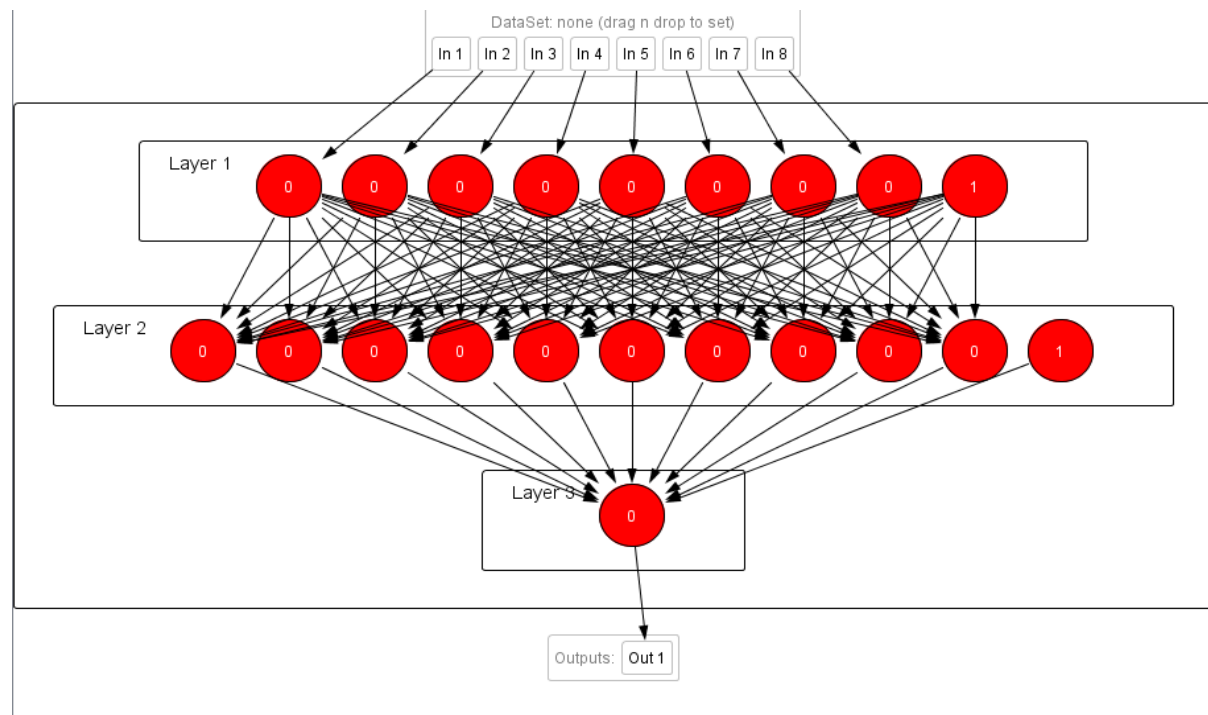 DataSet: none (drag n drop to set)
In 1 In 2 In 3 In 4 In 5 In 6 In 7 In 8
Layer 1
0 0 0 0 0 0 0 0 1
Layer 2
0 0 0 0 0 0 0 0 0 0 1
Layer 3
0
Outputs: Out 1